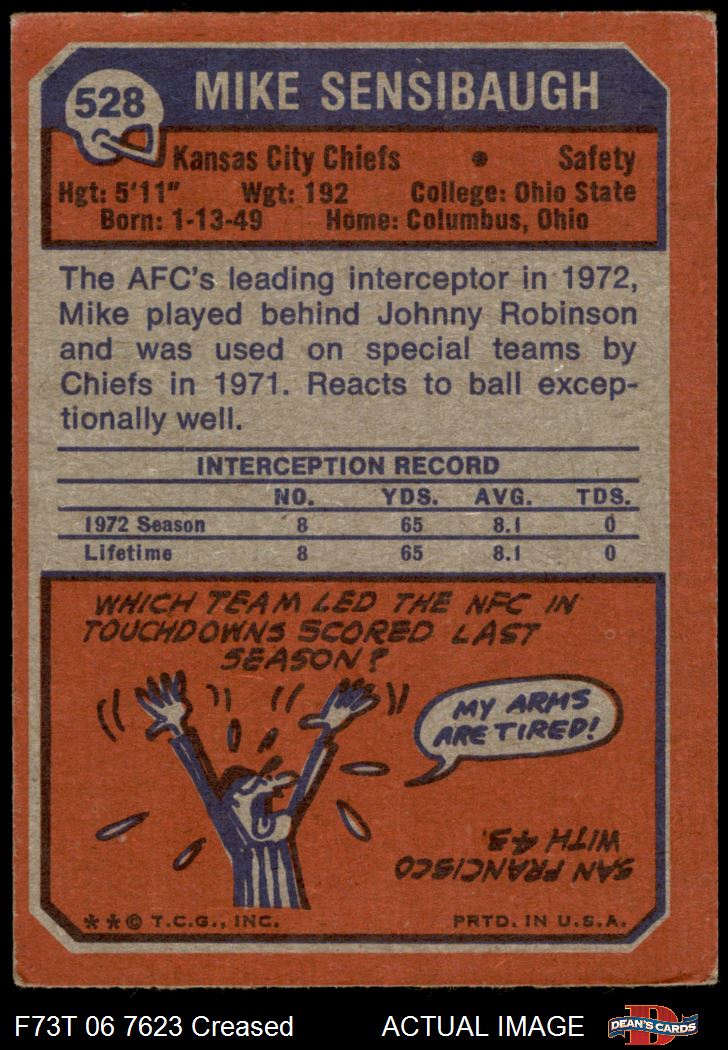 528
MIKE SENSIBAUGH
Kansas City Chiefs • Safety
Hgt: 5'11" Wgt: 192 College: Ohio State
Born: 1-13-49 Home: Columbus, Ohio
The AFC's leading interceptor in 1972,
Mike played behind Johnny Robinson
and was used on special teams by
Chiefs in 1971. Reacts to ball excep-
tionally well.
INTERCEPTION RECORD
NO. YDS. AVG. TDS.
1972 Season 8 65 8.1 0
Lifetime 8 65 8.1 0
WHICH TEAM LED THE NFC IN
TOUCHDOWNS SCORED LAST
SEASON?
MY ARMS
ARE TIRED!
SAN FRANCISCO
WITH 43.
**© T.C.G., INC. PRTD. IN U.S.A.
F73T 06 7623 Creased ACTUAL IMAGE
D
DEAN'S CARDS